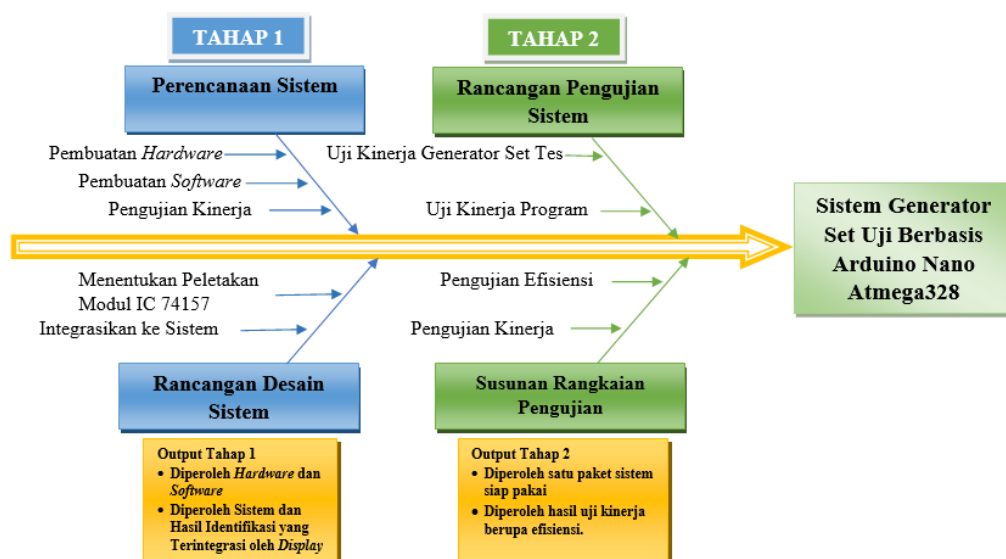 TAHAP 1
TAHAP 2
Perencanaan Sistem
Rancangan Pengujian
Sistem
Pembuatan Hardware
Pembuatan Software
Pengujian Kinerja
Uji Kinerja Generator Set Tes
Uji Kinerja Program
Sistem Generator
Set Uji Berbasis
Arduino Nano
Atmega328
Menentukan Peletakan
Modul IC 74157
Integrasikan ke Sistem
Pengujian Efisiensi
Pengujian Kinerja
Rancangan Desain
Sistem
Susunan Rangkaian
Pengujian
Output Tahap 1
• Diperoleh Hardware dan
Software
• Diperoleh Sistem dan
Hasil Identifikasi yang
Terintegrasi oleh Display
Output Tahap 2
• Diperoleh satu paket sistem
siap pakai
• Diperoleh hasil uji kinerja
berupa efisiensi.